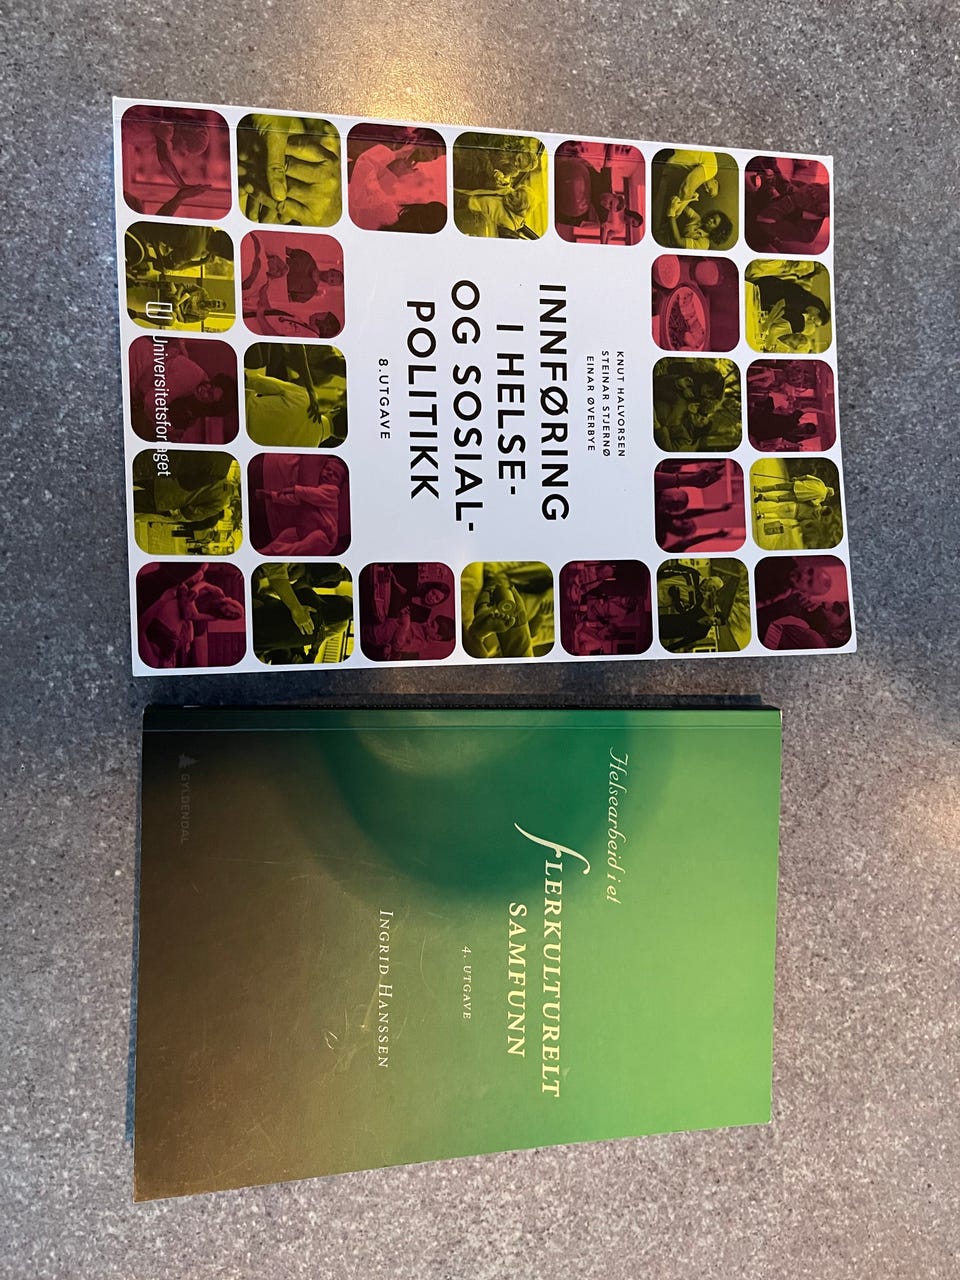 KNUT HALVORSEN
STEINAR STJERNØ
EINAR ØVERBYE
INNFØRING
I HELSE-
OG SOSIAL-
POLITIKK
8. UTGAVE
Universitetsforlaget
Helsearbeid i et
FLERKULTURELT
SAMFUNN
4. UTGAVE
INGRID HANSSEN
GYLDENDAL